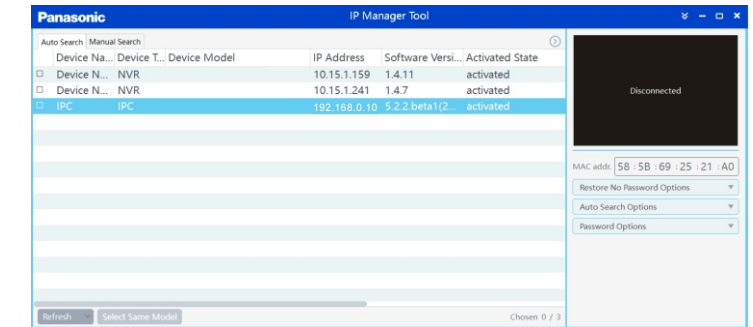 Panasonic IP Manager Tool
Auto Search Manual Search
Device Na... Device T... Device Model IP Address Software Versi... Activated State
Device N... NVR 10.15.1.159 1.4.11 activated
Device N... NVR 10.15.1.241 1.4.7 activated
IPC IPC 192.168.0.10 5.2.2.beta1(2... activated
Disconnected
MAC addr. 58 : 5B : 69 : 25 : 21 : A0
Restore No Password Options
Auto Search Options
Password Options
Refresh Select Same Model Chosen 0 / 3